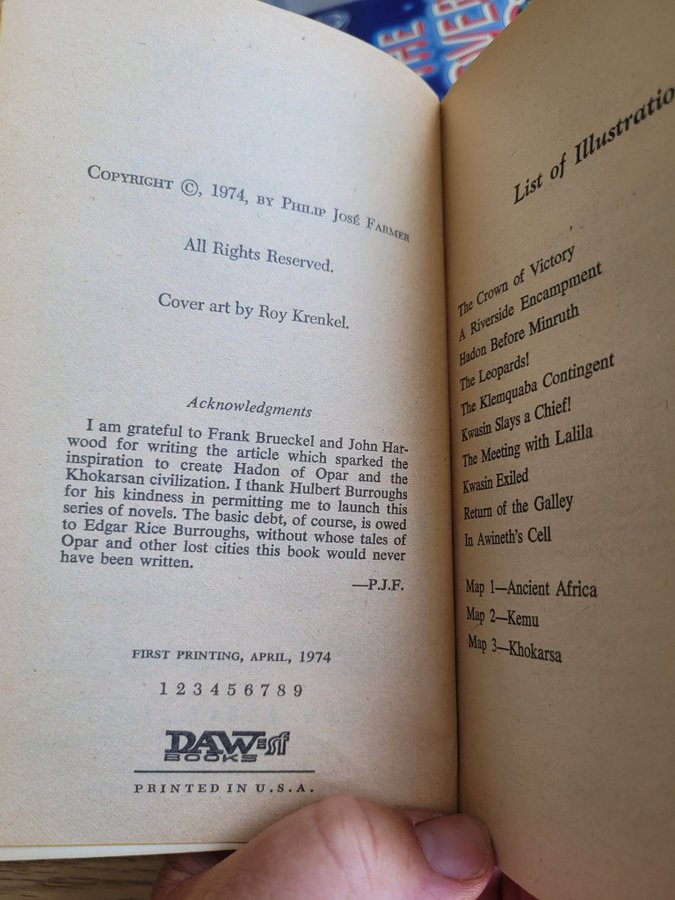 COPYRIGHT ©, 1974, BY PHILIP JOSÉ FARMER
All Rights Reserved.
Cover art by Roy Krenkel.
Acknowledgments
I am grateful to Frank Brueckel and John Har-
wood for writing the article which sparked the
inspiration to create Hadon of Opar and the
Khokarsan civilization. I thank Hulbert Burroughs
for his kindness in permitting me to launch this
series of novels. The basic debt, of course, is owed
to Edgar Rice Burroughs, without whose tales of
Opar and other lost cities this book would never
have been written.
—P.J.F.
FIRST PRINTING, APRIL, 1974
1 2 3 4 5 6 7 8 9
DAW sf
BOOKS
PRINTED IN U.S.A.
THE
OVER
List of Illustratio
The Crown of Victory
A Riverside Encampment
Hadon Before Minruth
The Leopards!
The Klemquaba Contingent
Kwasin Slays a Chief!
The Meeting with Lalila
Kwasin Exiled
Return of the Galley
In Awineth's Cell
Map 1—Ancient Africa
Map 2—Kemu
Map 3—Khokarsa